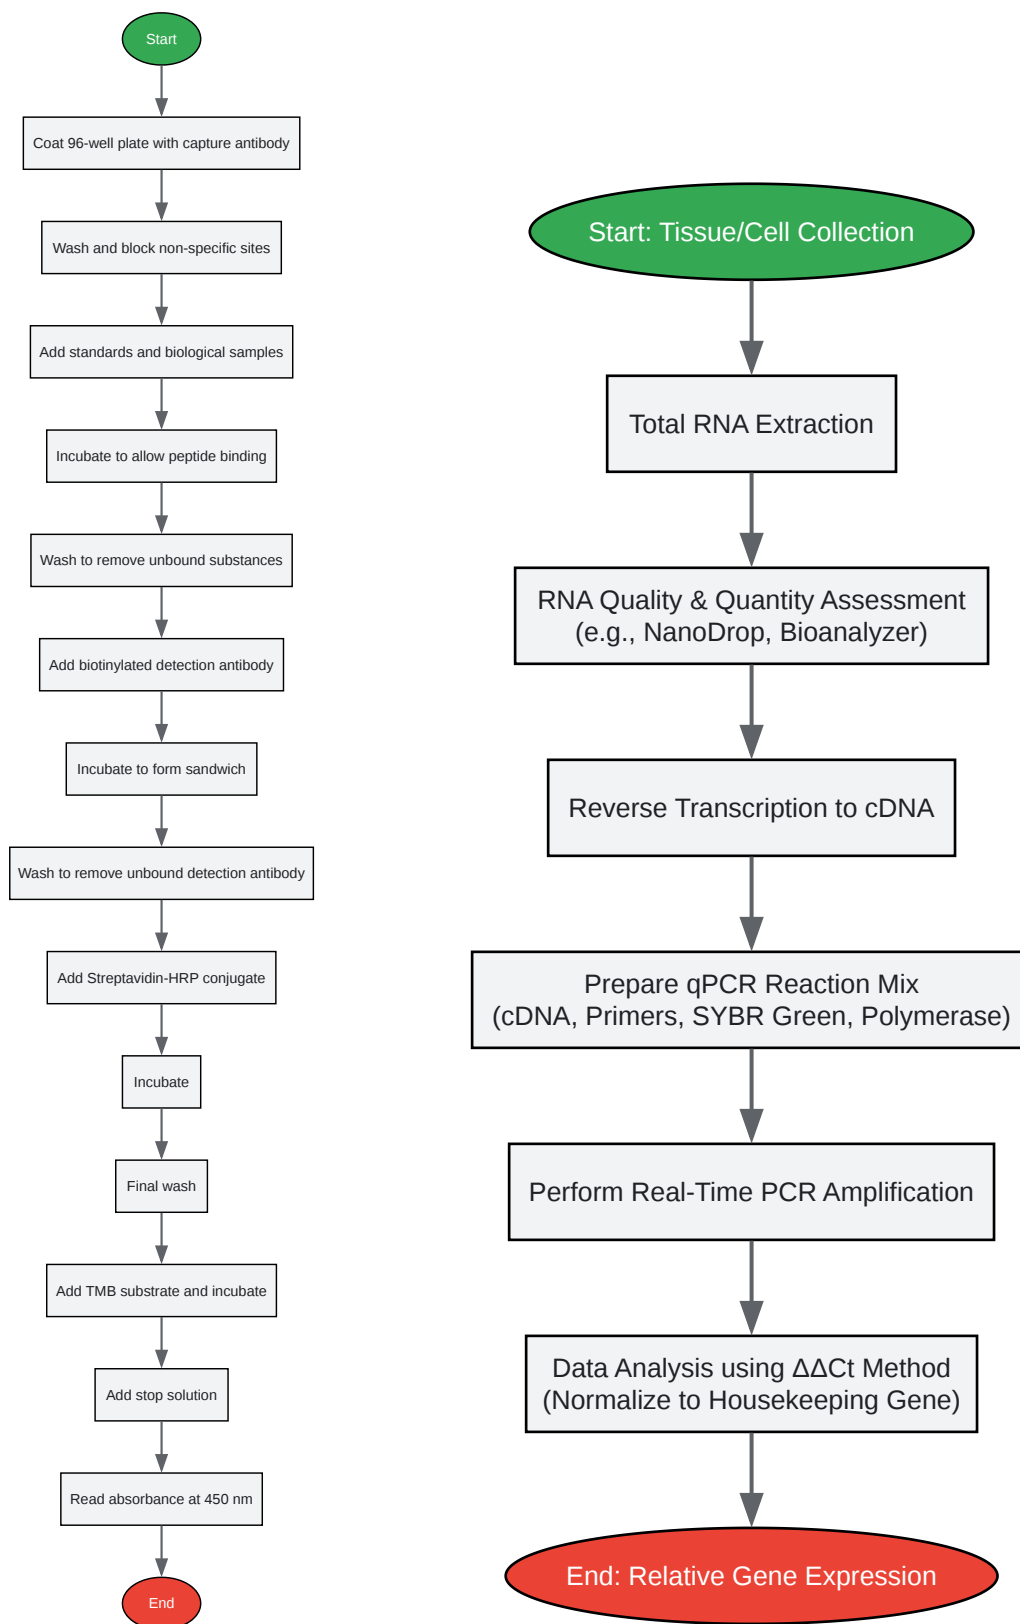 Start
Coat 96-well plate with capture antibody
Wash and block non-specific sites
Add standards and biological samples
Incubate to allow peptide binding
Wash to remove unbound substances
Add biotinylated detection antibody
Incubate to form sandwich
Wash to remove unbound detection antibody
Add Streptavidin-HRP conjugate
Incubate
Final wash
Add TMB substrate and incubate
Add stop solution
Read absorbance at 450 nm
End
Start: Tissue/Cell Collection
Total RNA Extraction
RNA Quality & Quantity Assessment
(e.g., NanoDrop, Bioanalyzer)
Reverse Transcription to cDNA
Prepare qPCR Reaction Mix
(cDNA, Primers, SYBR Green, Polymerase)
Perform Real-Time PCR Amplification
Data Analysis using ΔΔCt Method
(Normalize to Housekeeping Gene)
End: Relative Gene Expression